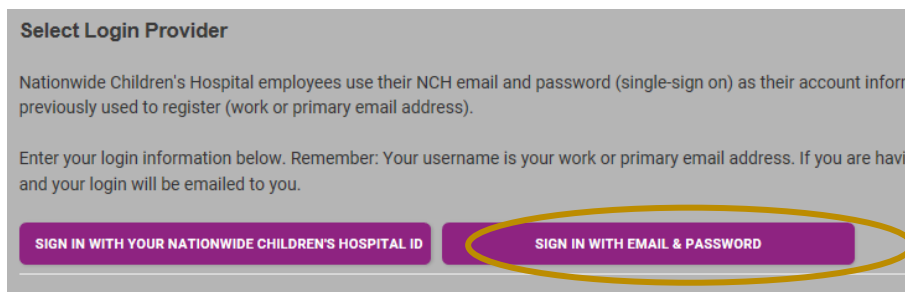 Select Login Provider
Nationwide Children's Hospital employees use their NCH email and password (single-sign on) as their account
previously used to register (work or primary email address).
Enter your login information below. Remember: Your username is your work or primary email address. If you are
and your login will be emailed to you.
SIGN IN WITH YOUR NATIONWIDE CHILDREN'S HOSPITAL ID
SIGN IN WITH EMAIL & PASSWORD